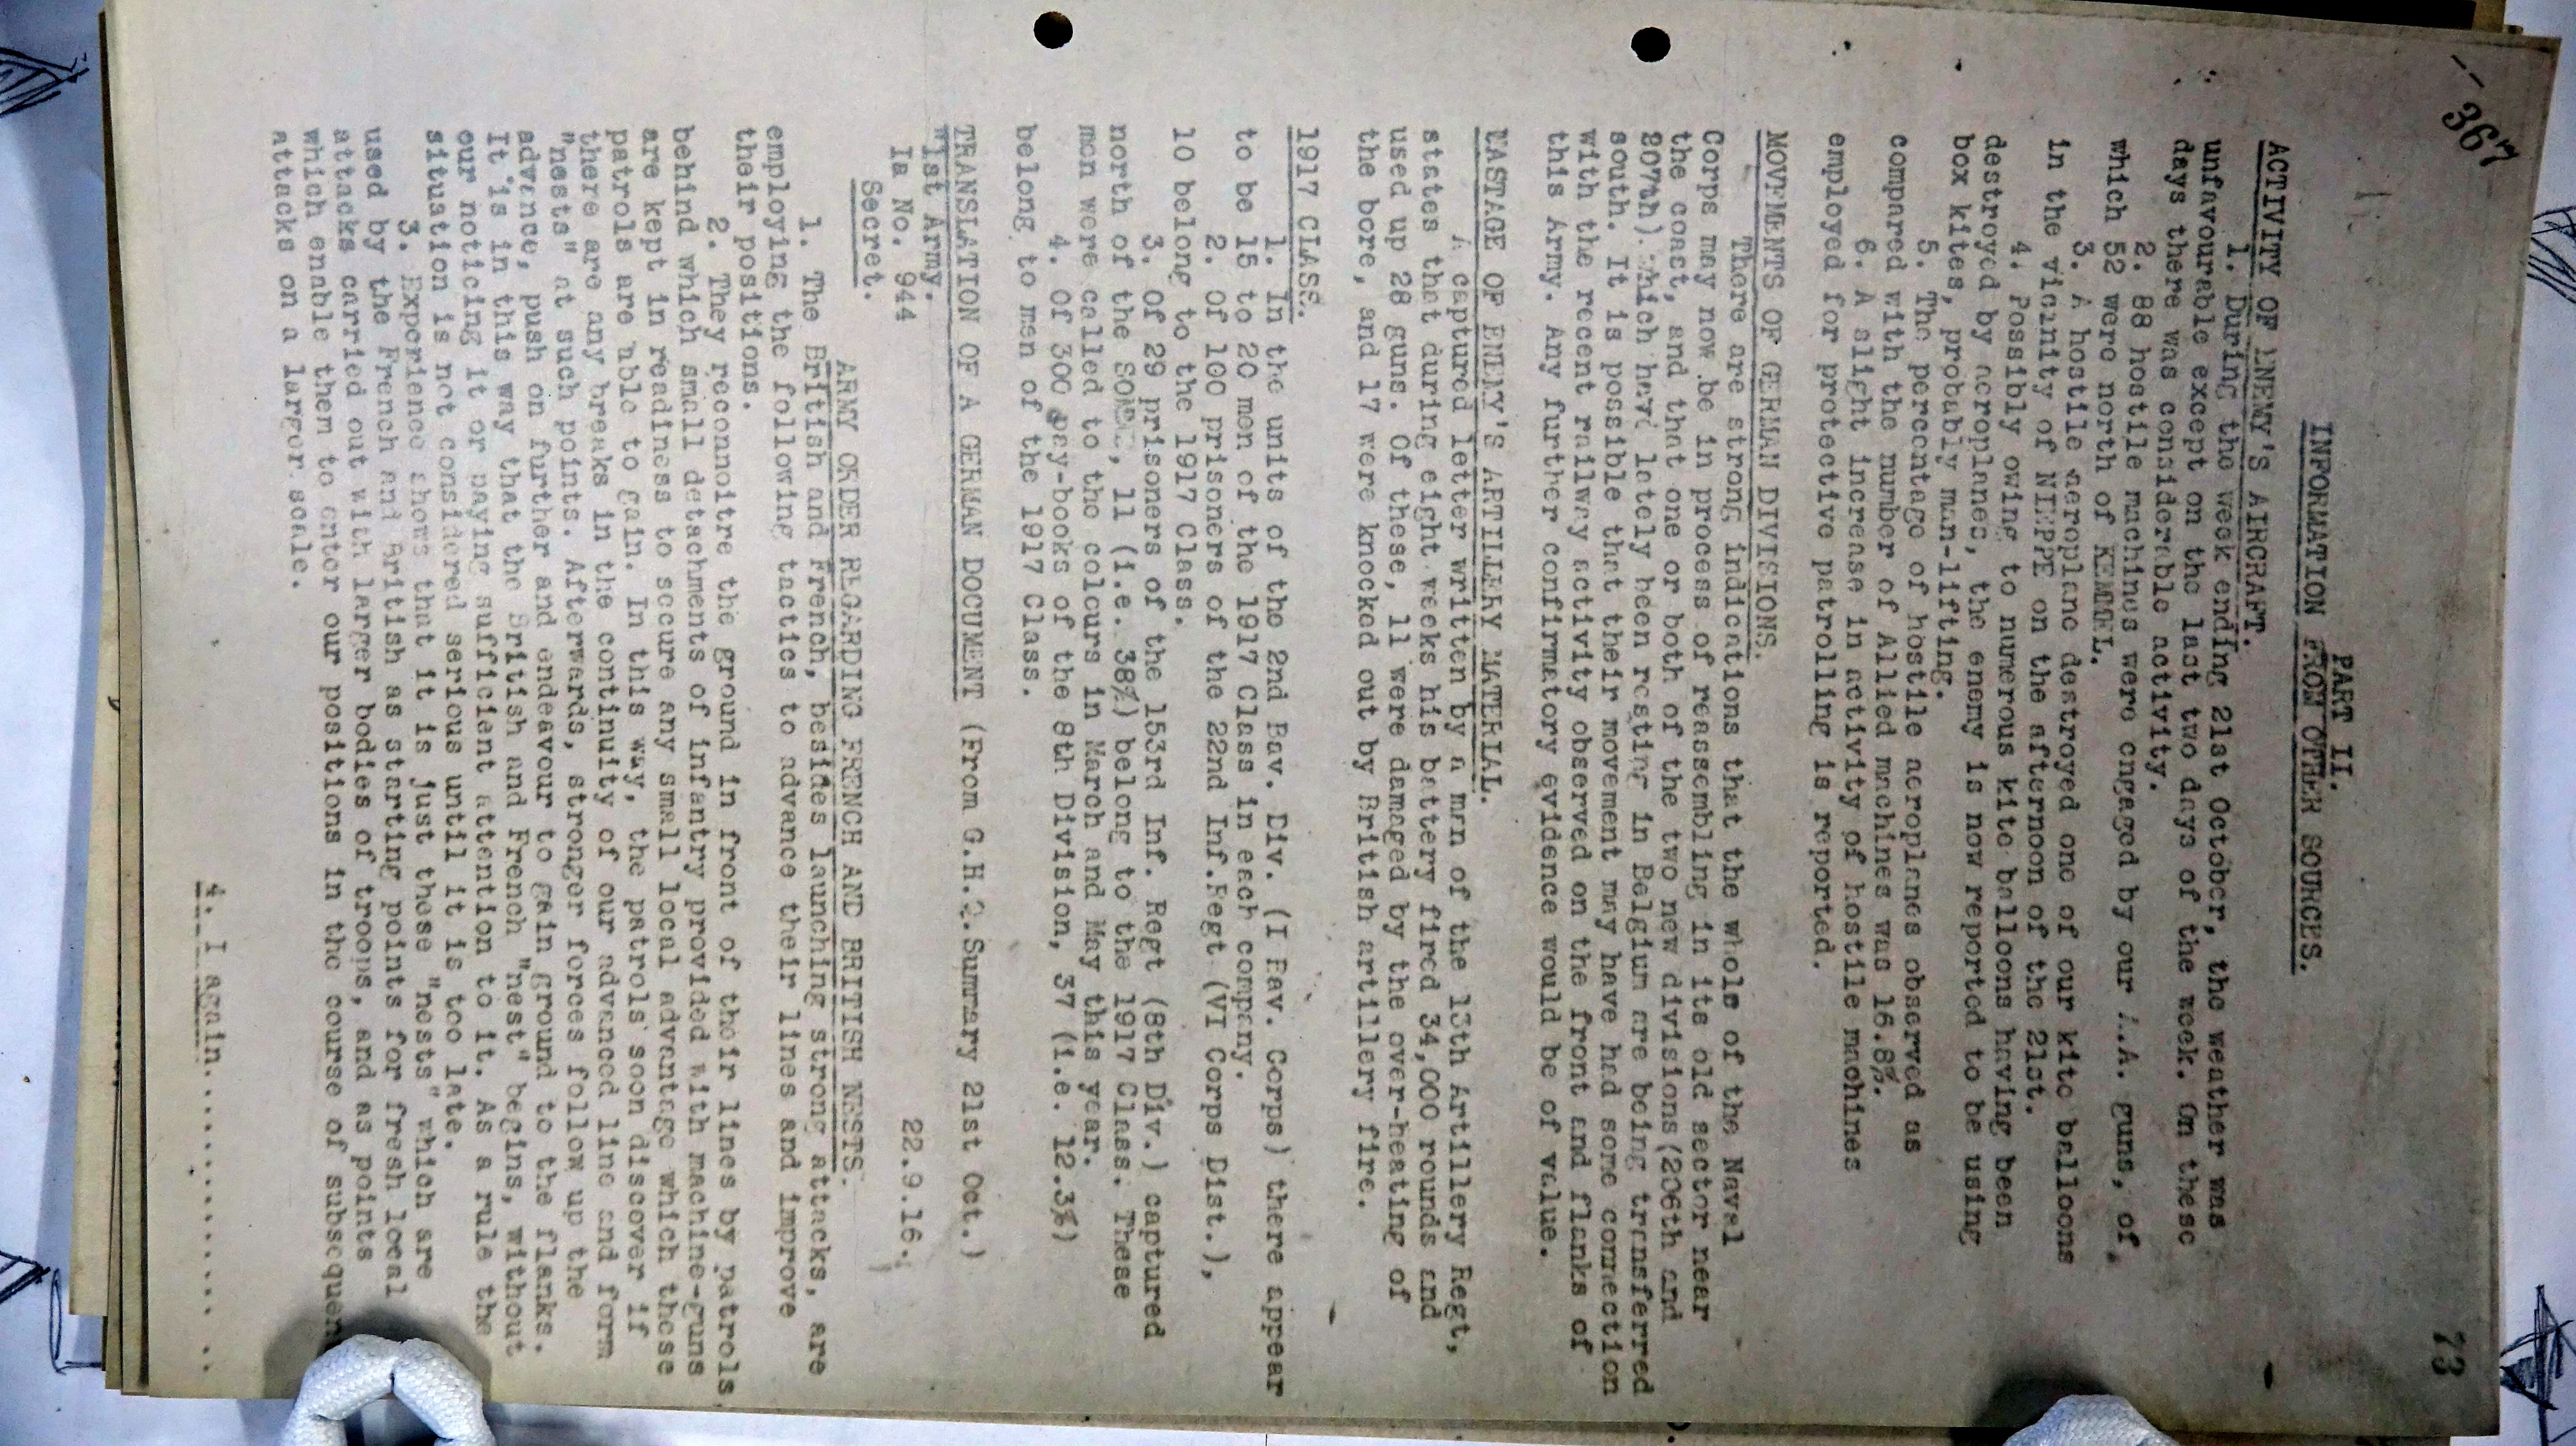 367
73
PART II.
INFORMATION FROM OTHER SOURCES.
ACTIVITY OF ENEMY'S AIRCRAFT.
1. During the week ending 21st October, the weather was
unfavourable except on the last two days of the week. On these
days there was considerable activity.
2. 88 hostile machines were engaged by our A.A. guns, of
which 52 were north of KEMMEL.
3. A hostile aeroplane destroyed one of our kite balloons
in the vicinity of NIEPPE on the afternoon of the 21st.
4. Possibly owing to numerous kite balloons having been
destroyed by aeroplanes, the enemy is now reported to be using
box kites, probably man-lifting.
5. The percentage of hostile aeroplanes observed as
compared with the number of Allied machines was 16.8%.
6. A slight increase in activity of hostile machines
employed for protective patrolling is reported.
MOVEMENTS OF GERMAN DIVISIONS.
There are strong indications that the whole of the Naval
Corps may now be in process of reassembling in its old sector near
the coast, and that one or both of the two new divisions (206th and
207th) which have lately been resting in Belgium are being transferred
south. It is possible that their movement may have had some connection
with the recent railway activity observed on the front and flanks of
this Army. Any further confirmatory evidence would be of value.
WASTAGE OF ENEMY'S ARTILLERY MATERIAL.
A captured letter written by a man of the 13th Artillery Regt,
states that during eight weeks his battery fired 34,000 rounds and
used up 28 guns. Of these, 11 were damaged by the over-heating of
the bore, and 17 were knocked out by British artillery fire.
1917 CLASS.
1. In the units of the 2nd Bav. Div. (I Bav. Corps) there appear
to be 15 to 20 men of the 1917 Class in each company.
2. Of 100 prisoners of the 22nd Inf.Regt (VI Corps Dist.),
10 belong to the 1917 Class.
3. Of 29 prisoners of the 153rd Inf. Regt (8th Div.) captured
north of the SOMME, 11 (i.e. 38%) belong to the 1917 Class. These
men were called to the colours in March and May this year.
4. Of 300 pay-books of the 8th Division, 37 (i.e. 12.3%)
belong to men of the 1917 Class.
TRANSLATION OF A GERMAN DOCUMENT (From G.H.Q.Summary 21st Oct.)
"1st Army.
Ia No. 944 22.9.16.
Secret.
ARMY ORDER REGARDING FRENCH AND BRITISH NESTS.
1. The British and French, besides launching strong attacks, are
employing the following tactics to advance their lines and improve
their positions.
2. They reconnoitre the ground in front of their lines by patrols
behind which small detachments of infantry provided with machine-guns
are kept in readiness to secure any small local advantage which these
patrols are able to gain. In this way, the patrols soon discover if
there are any breaks in the continuity of our advanced line and form
"nests" at such points. Afterwards, stronger forces follow up the
advance, push on further and endeavour to gain ground to the flanks.
It is in this way that the British and French "nest" begins, without
our noticing it or paying sufficient attention to it. As a rule the
situation is not considered serious until it is too late.
3. Experience shows that it is just these "nests" which are
used by the French and British as starting points for fresh local
attacks carried out with larger bodies of troops, and as points
which enable them to enter our positions in the course of subsequent
attacks on a larger scale.
4. I again................